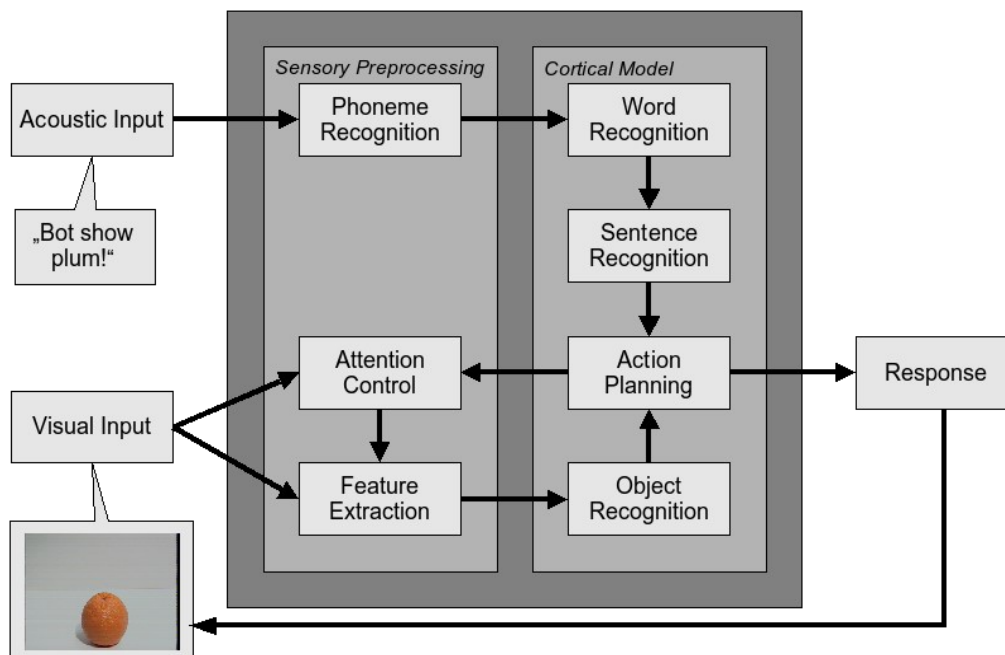 Sensory Preprocessing
Cortical Model
Acoustic Input
Phoneme
Recognition
Word
Recognition
„Bot show
plum!“
Sentence
Recognition
Attention
Control
Action
Planning
Response
Visual Input
Feature
Extraction
Object
Recognition